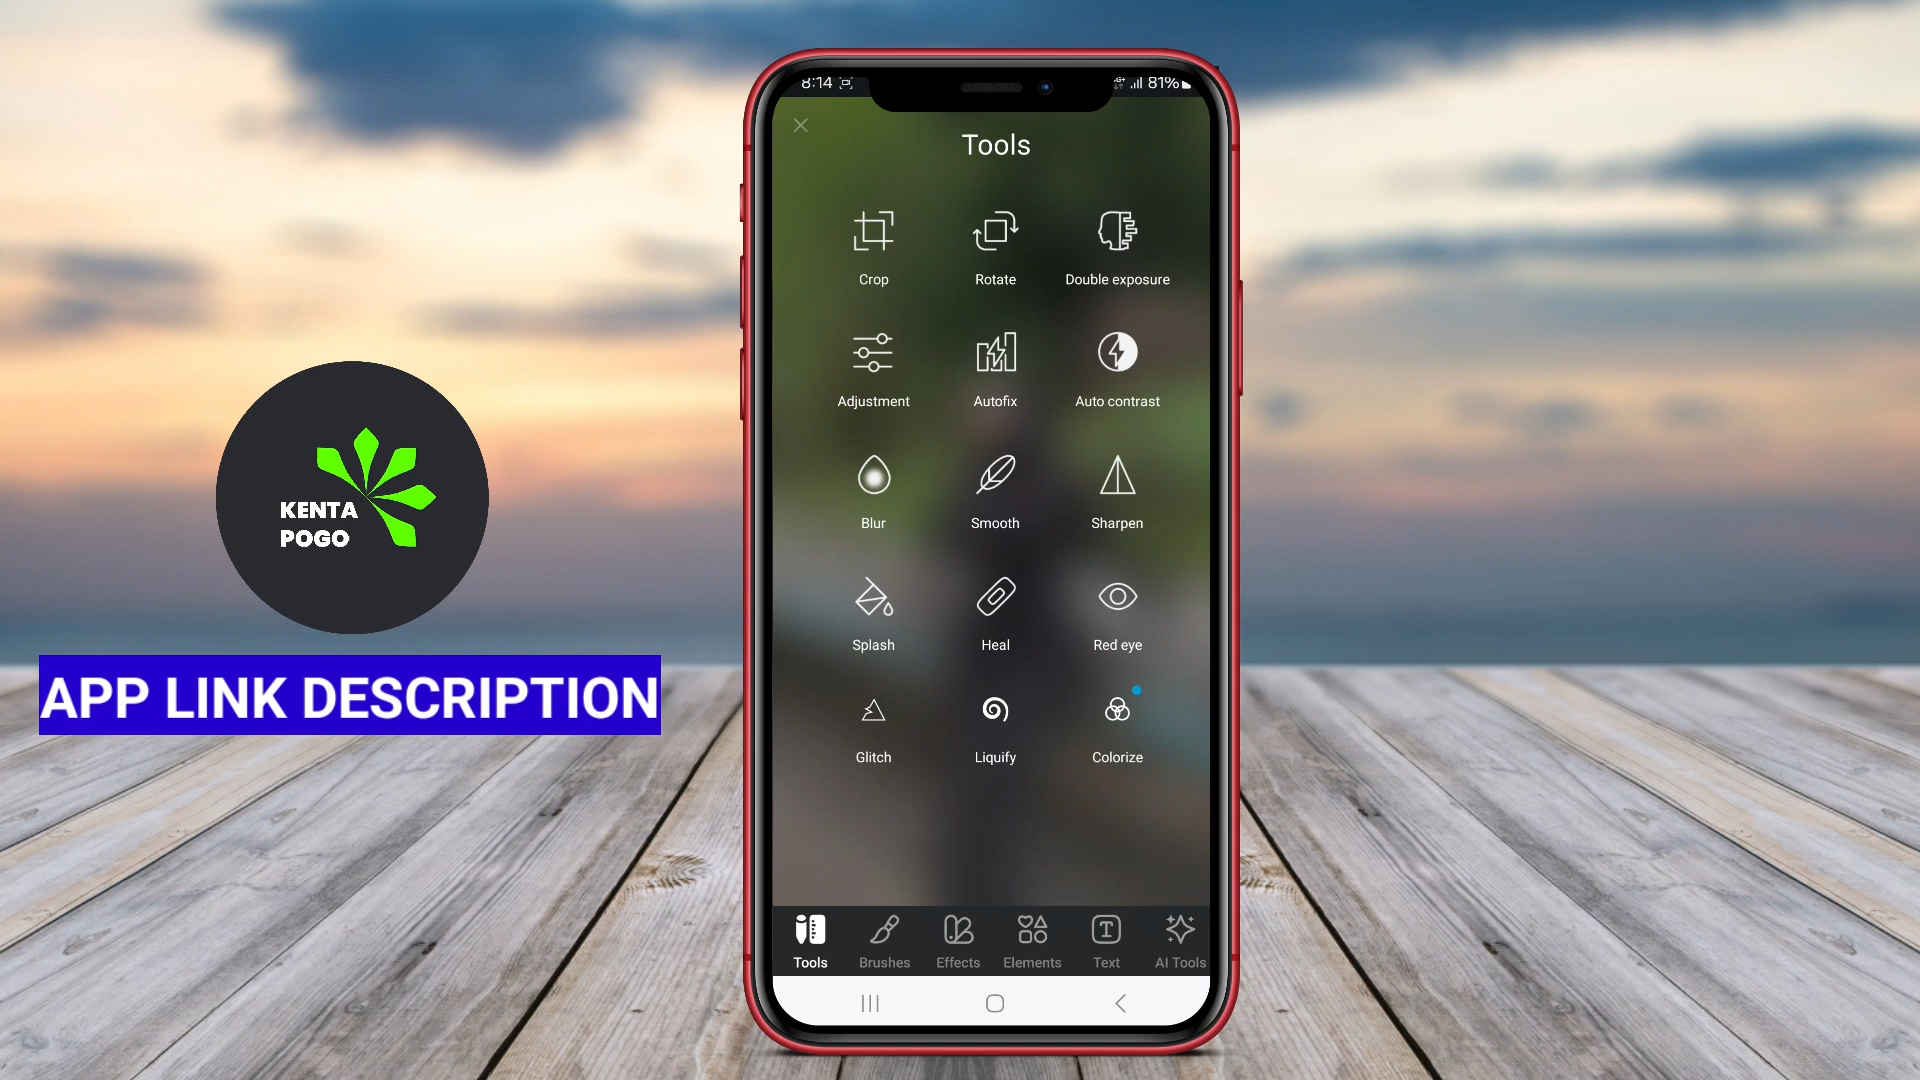 8:14
81%
Tools
Crop
Rotate
Double exposure
Adjustment
Autofix
Auto contrast
Blur
Smooth
Sharpen
Splash
Heal
Red eye
Glitch
Liquify
Colorize
Tools
Brushes
Effects
Elements
Text
AI Tools
KENTA
POGO
APP LINK DESCRIPTION